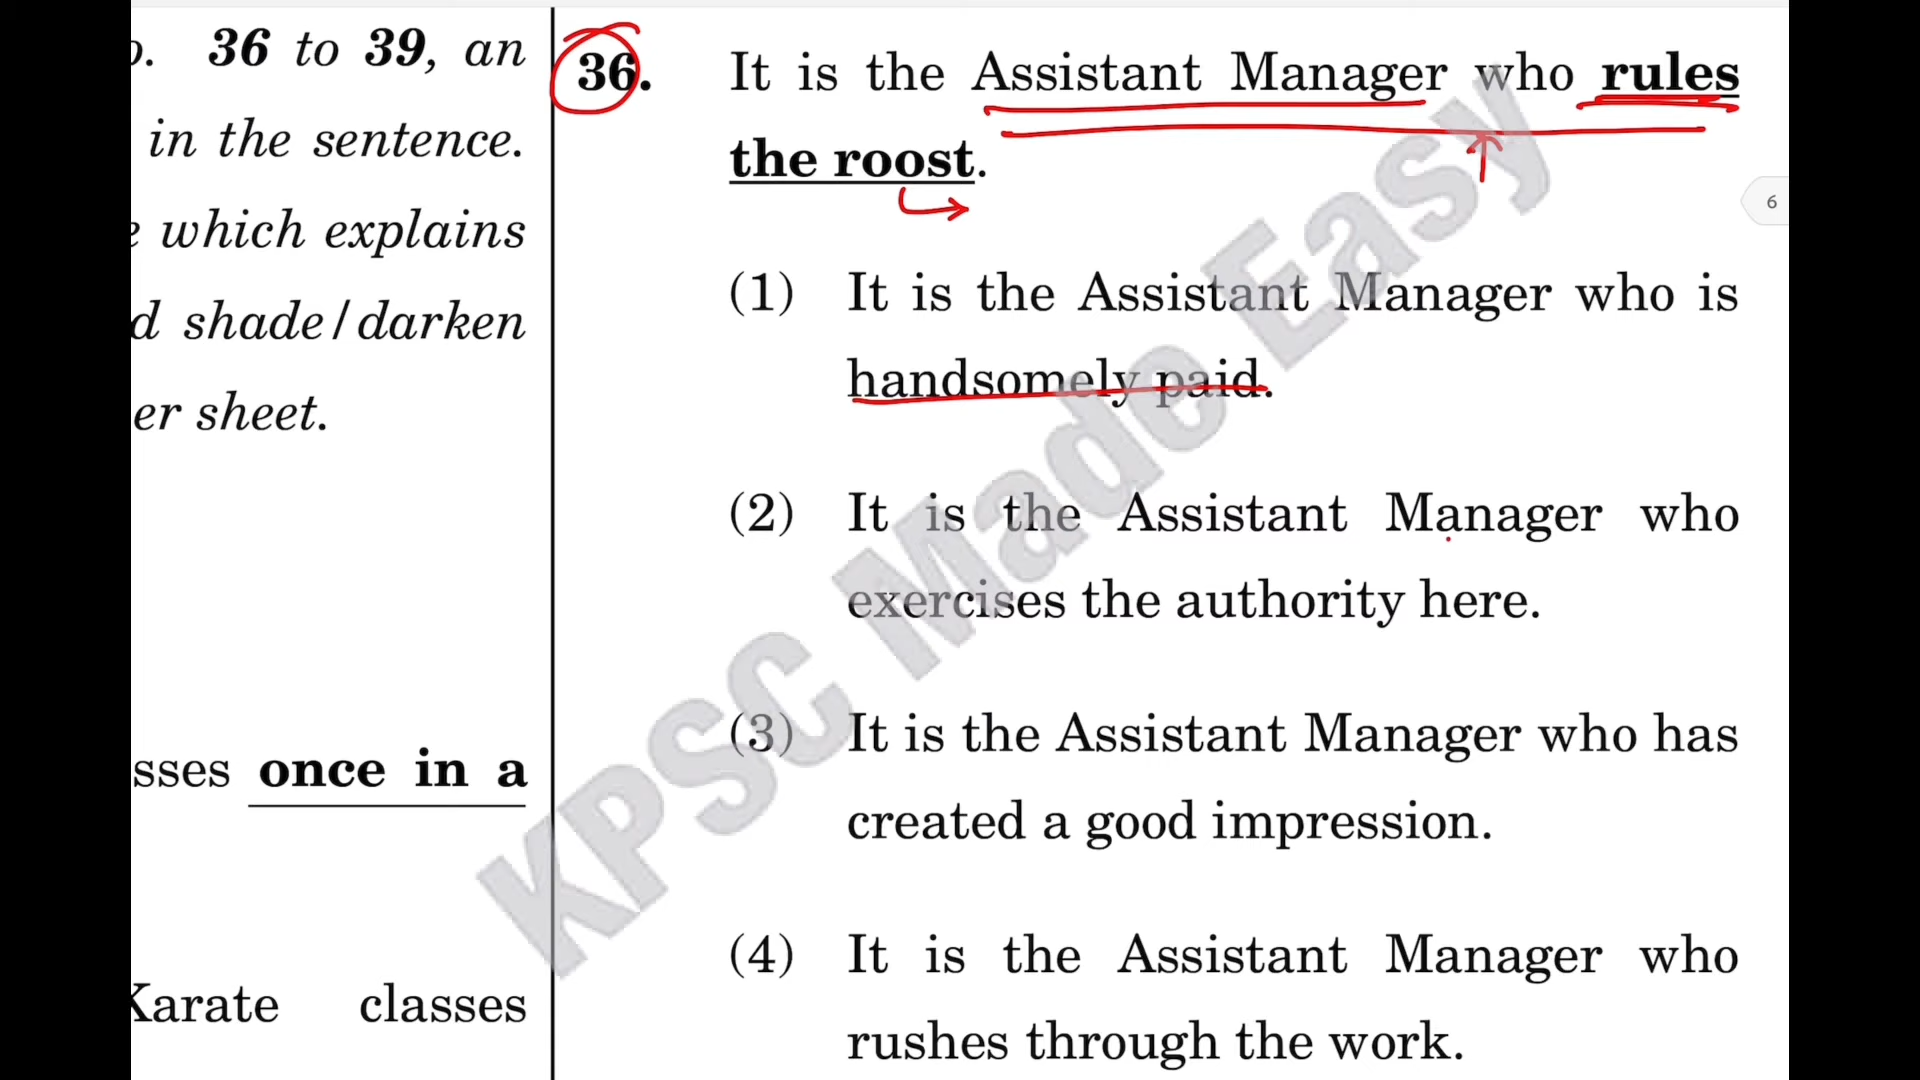 o. 36 to 39, an
in the sentence.
e which explains
d shade/darken
er sheet.
sses once in a
Karate classes
36. It is the Assistant Manager who rules
the roost.
(1) It is the Assistant Manager who is
handsomely paid.
(2) It is the Assistant Manager who
exercises the authority here.
(3) It is the Assistant Manager who has
created a good impression.
(4) It is the Assistant Manager who
rushes through the work.
6
KPSC Made Easy